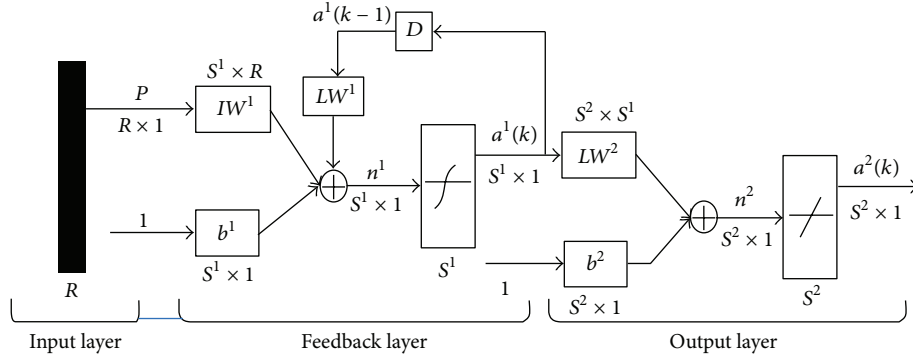 a¹(k − 1)
D
S¹ × R
P
IW¹
LW¹
R × 1
S² × S¹
a¹(k)
LW²
S¹ × 1
n¹
S¹ × 1
a²(k)
S² × 1
n²
S² × 1
1
b¹
S¹ × 1
S¹
1
b²
S² × 1
S²
R
Input layer
Feedback layer
Output layer